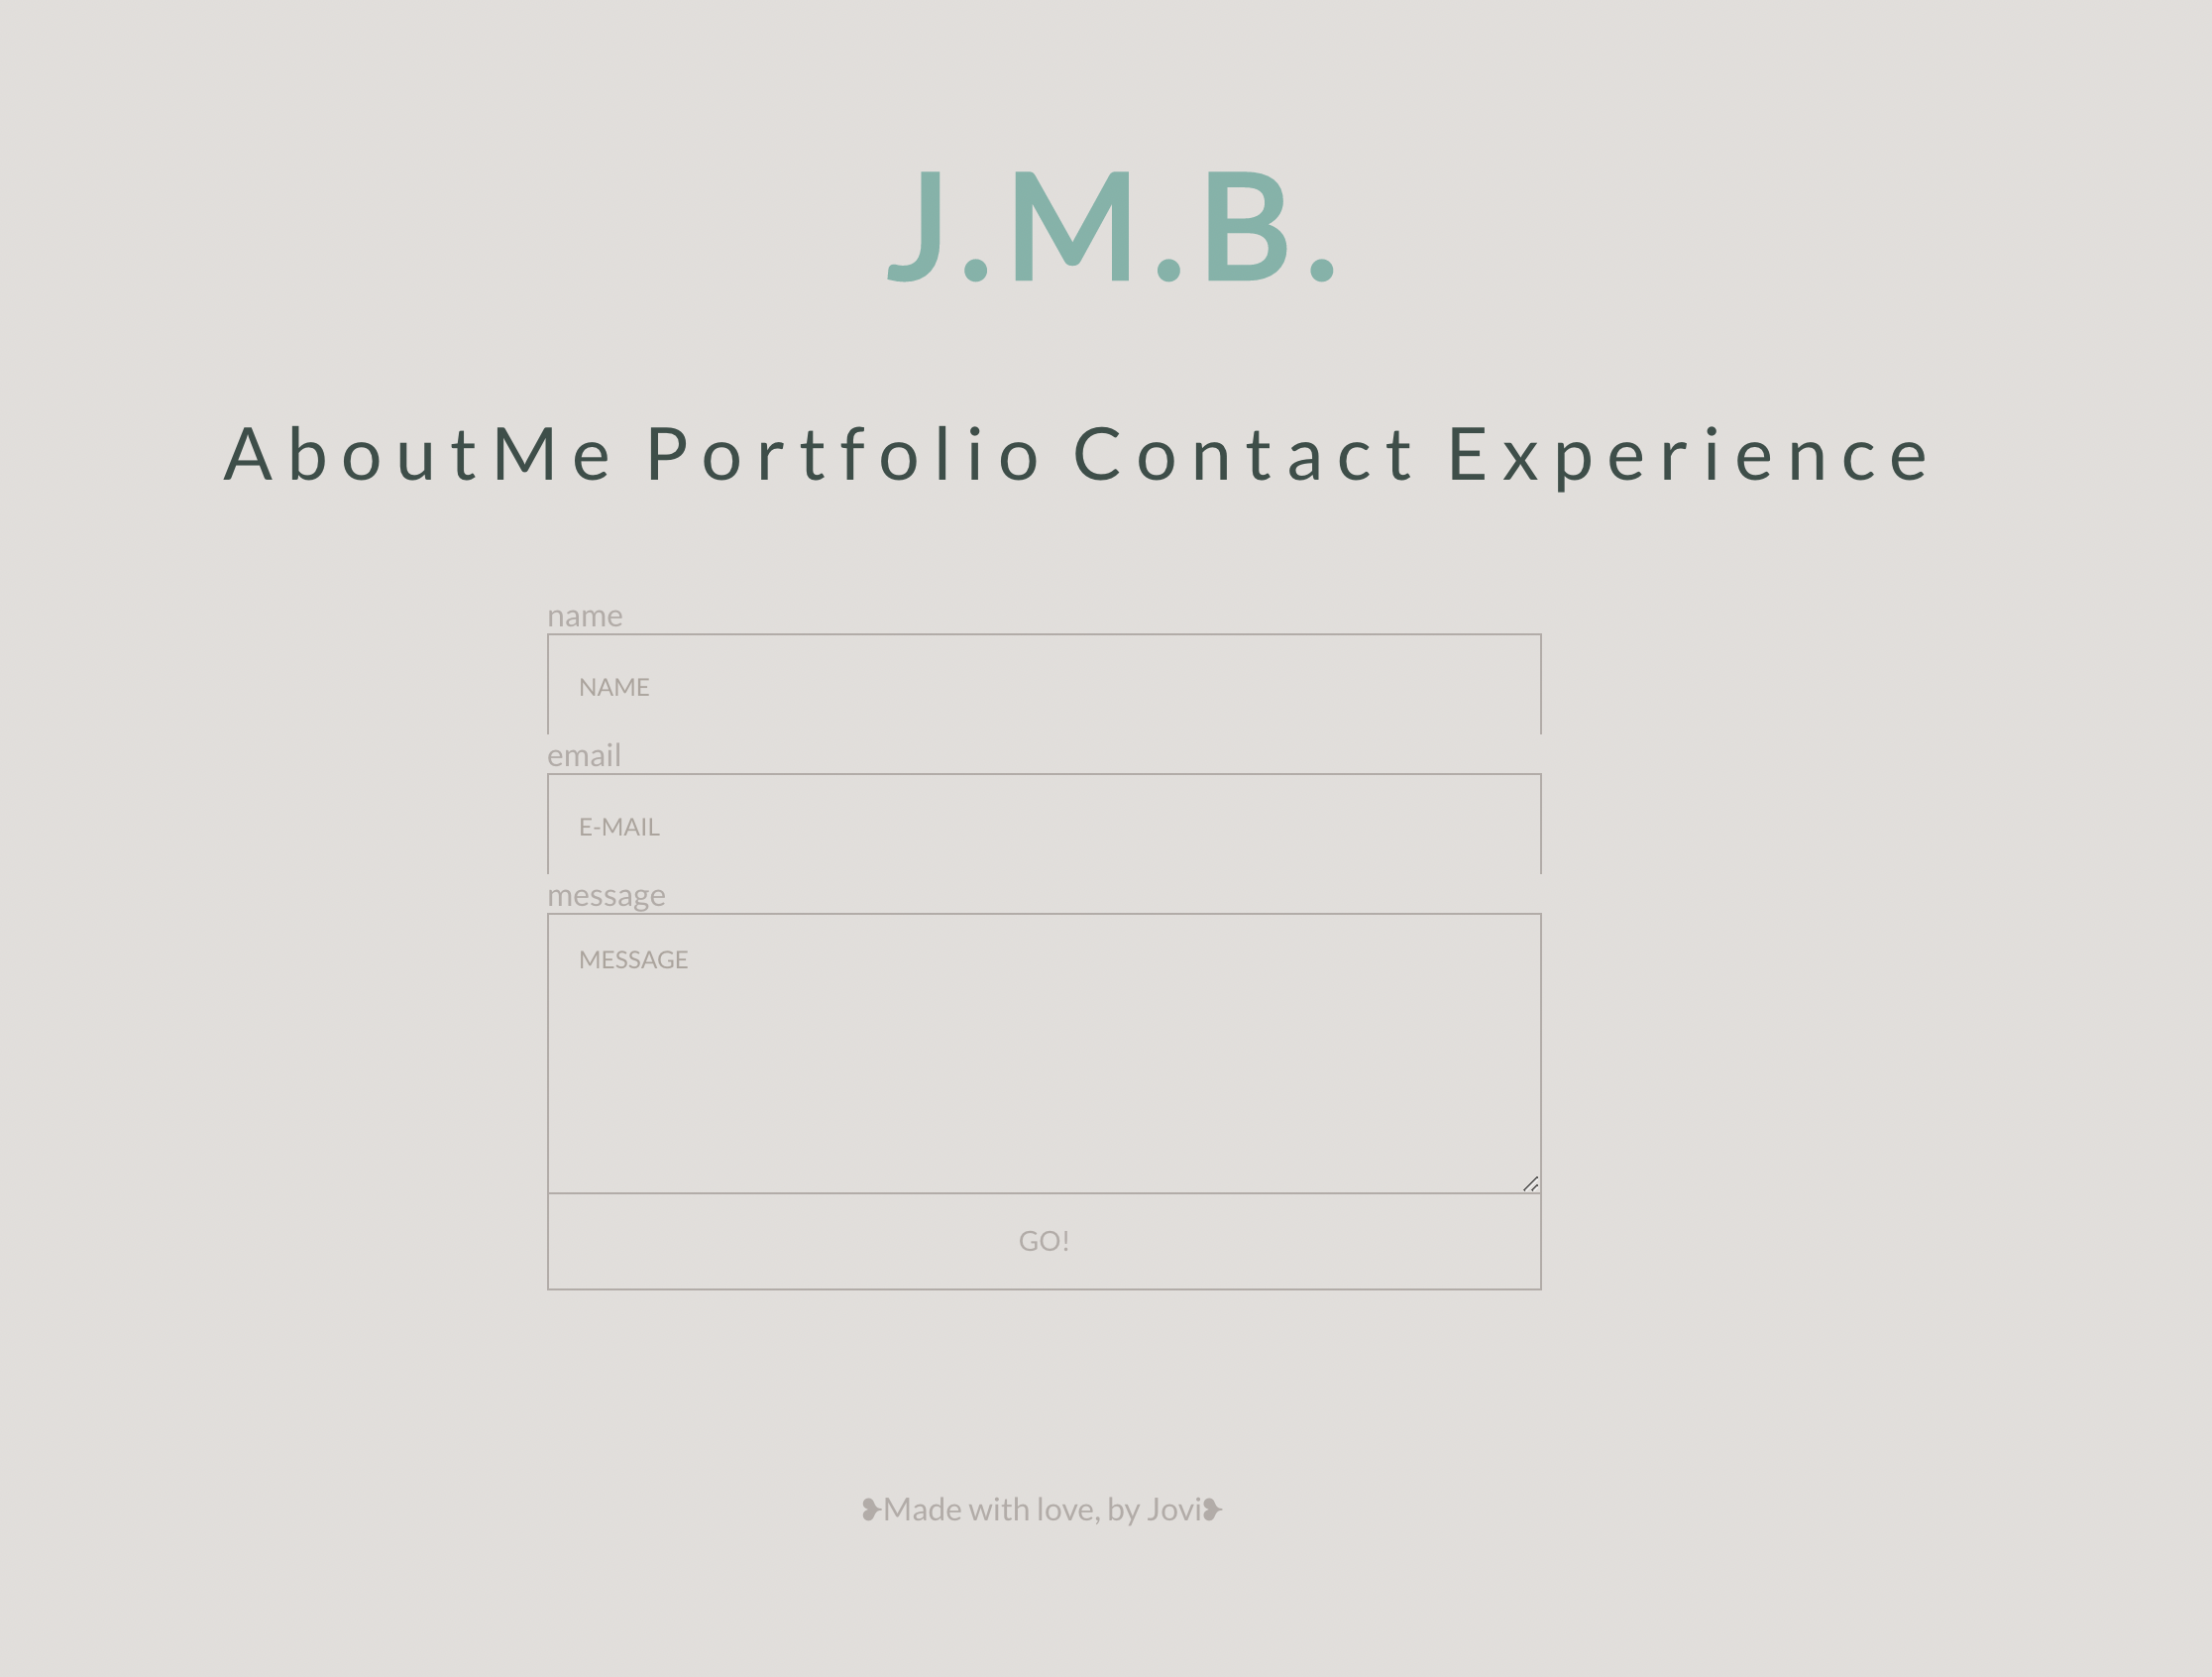 J.M.B.
AboutMe Portfolio Contact Experience
name
NAME
email
E-MAIL
message
MESSAGE
GO!
❥Made with love, by Jovi❥